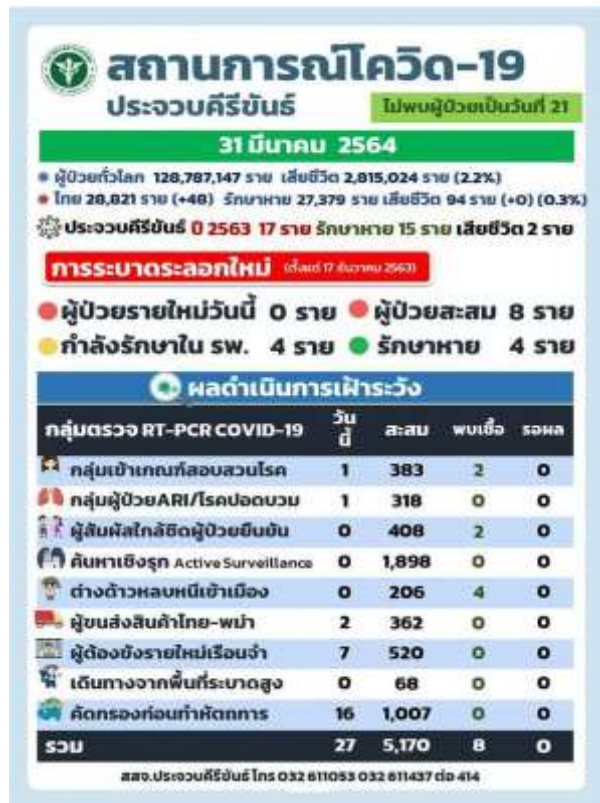 สถานการณ์โควิด-19
ประจวบคีรีขันธ์ ไม่พบผู้ป่วยเป็นวันที่ 21
31 มีนาคม 2564
ผู้ป่วยทั่วโลก 128,787,147 ราย เสียชีวิต 2,815,024 ราย (2.2%)
ไทย 28,821 ราย (+48) รักษาหาย 27,379 ราย เสียชีวิต 94 ราย (+0) (0.3%)
ประจวบคีรีขันธ์ ปี 2563 17 ราย รักษาหาย 15 ราย เสียชีวิต 2 ราย
การระบาดระลอกใหม่ (ตั้งแต่ 17 ธันวาคม 2563)
ผู้ป่วยรายใหม่วันนี้ 0 ราย ผู้ป่วยสะสม 8 ราย
กำลังรักษาใน รพ. 4 ราย รักษาหาย 4 ราย
ผลดำเนินการเฝ้าระวัง
กลุ่มตรวจ RT-PCR COVID-19 วันนี้ สะสม พบเชื้อ รอผล
กลุ่มเข้าเกณฑ์สอบสวนโรค 1 383 2 0
กลุ่มผู้ป่วยARI/โรคปอดบวม 1 318 0 0
ผู้สัมผัสใกล้ชิดผู้ป่วยยืนยัน 0 408 2 0
ค้นหาเชิงรุก Active Surveillance 0 1,898 0 0
ต่างด้าวหลบหนีเข้าเมือง 0 206 4 0
ผู้ขนส่งสินค้าไทย-พม่า 2 362 0 0
ผู้ต้องขังรายใหม่เรือนจำ 7 520 0 0
เดินทางจากพื้นที่ระบาดสูง 0 68 0 0
คัดกรองก่อนทำหัตถการ 16 1,007 0 0
รวม 27 5,170 8 0
สสจ.ประจวบคีรีขันธ์ โทร 032 611053 032 611437 ต่อ 414